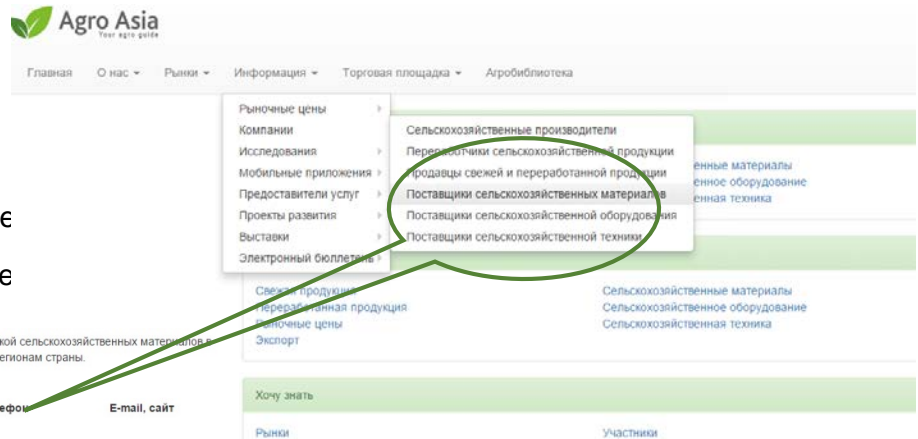 Agro Asia
Your agro guide
Главная О нас Рынки Информация Торговая площадка Агробиблиотека
Рыночные цены
Компании
Исследования
Мобильные приложения
Предоставители услуг
Проекты развития
Выставки
Электронный бюллетень
Сельскохозяйственные производители
Переработчики сельскохозяйственной продукции
Продавцы свежей и переработанной продукции
Поставщики сельскохозяйственных материалов
Поставщики сельскохозяйственной оборудования
Поставщики сельскохозяйственной техники
енные материалы
енное оборудование
енная техника
Свежая продукция
Переработанная продукция
Рыночные цены
Экспорт
Сельскохозяйственные материалы
Сельскохозяйственное оборудование
Сельскохозяйственная техника
кой сельскохозяйственных материалов в
егионам страны.
ефон E-mail, сайт
Хочу знать
Рынки
Участники